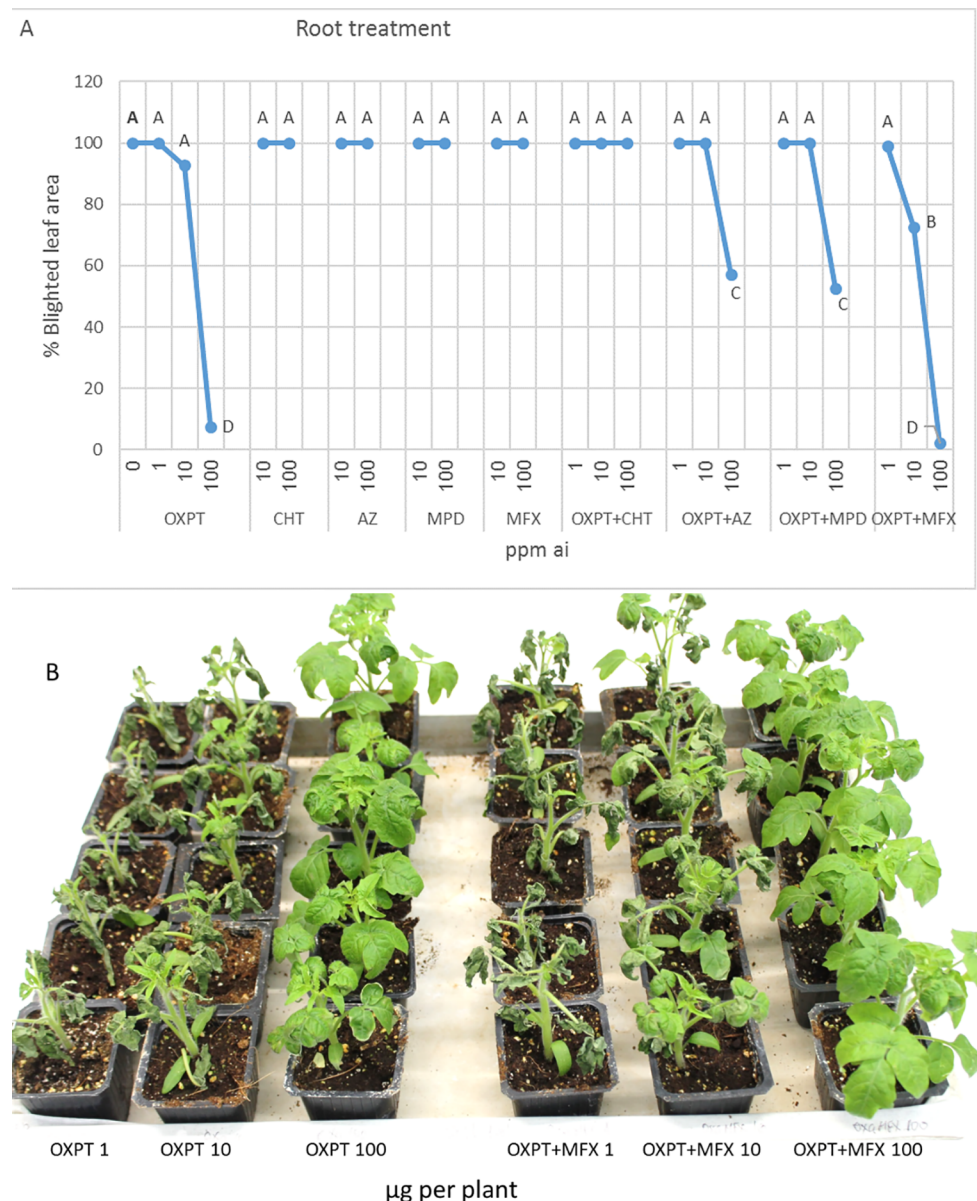 A
Root treatment
120
100
80
60
40
20
0
% Blighted leaf area
A A A D
A A
A A
A A
A A
A A A
A A C
A A C
A B D
0 1 10 100 10 100 10 100 10 100 10 100 1 10 100 1 10 100 1 10 100 1 10 100
OXPT CHT AZ MPD MFX OXPT+CHT OXPT+AZ OXPT+MPD OXPT+MFX
ppm ai
B
OXPT 1 OXPT 10 OXPT 100 OXPT+MFX 1 OXPT+MFX 10 OXPT+MFX 100
µg per plant